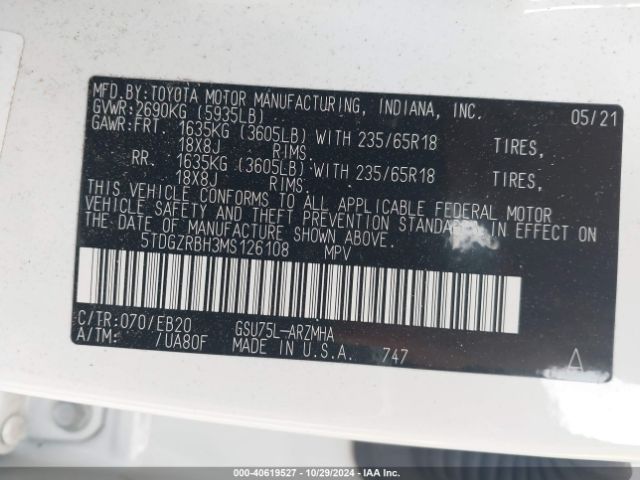 MFD.BY:TOYOTA MOTOR MANUFACTURING, INDIANA, INC. 05/21
GVWR:2690KG (5935LB)
GAWR:FRT. 1635KG (3605LB) WITH 235/65R18 TIRES,
18X8J RIMS.
RR. 1635KG (3605LB) WITH 235/65R18 TIRES,
18X8J RIMS.
THIS VEHICLE CONFORMS TO ALL APPLICABLE FEDERAL MOTOR
VEHICLE SAFETY AND THEFT PREVENTION STANDARDS IN EFFECT ON
THE DATE OF MANUFACTURE SHOWN ABOVE.
5TDGZRBH3MS126108 MPV
C/TR:070/EB20 GSU75L-ARZMHA
A/TM: /UA80F MADE IN U.S.A. 747
000-40619527 - 10/29/2024 - IAA Inc.